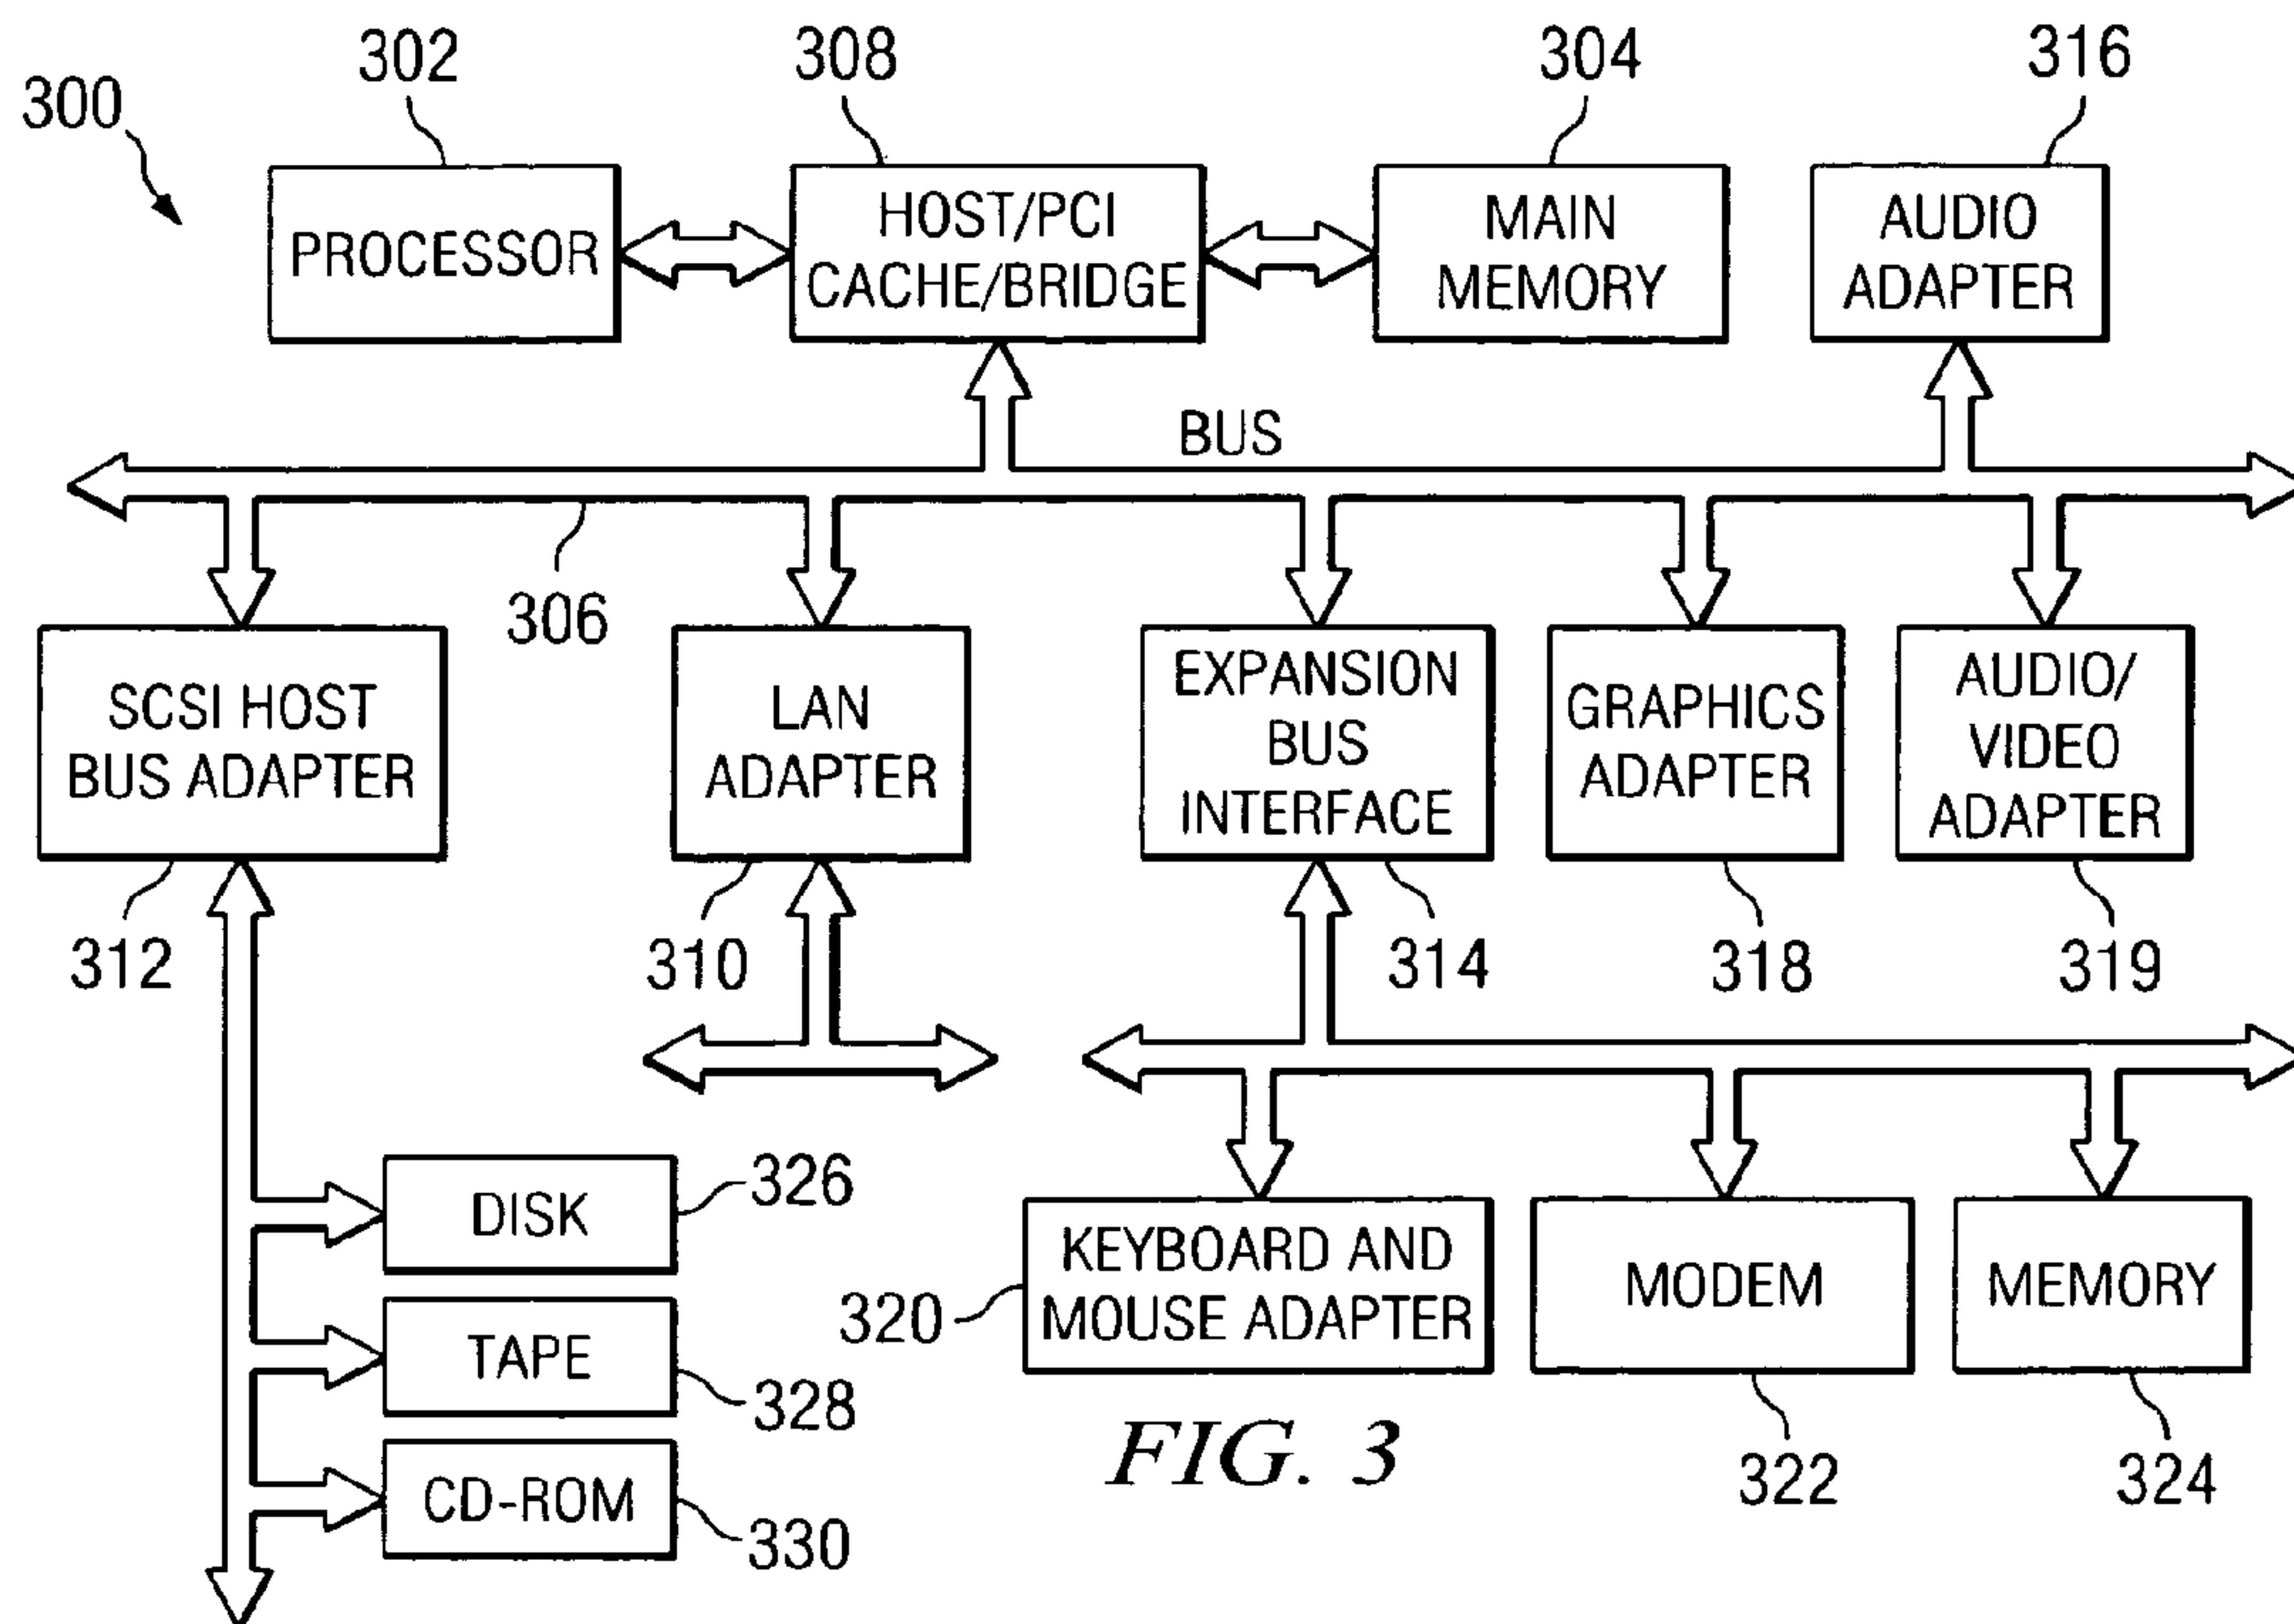 300
302
308
304
316
PROCESSOR
HOST/PCI
CACHE/BRIDGE
MAIN
MEMORY
AUDIO
ADAPTER
BUS
306
SCSI HOST
BUS ADAPTER
LAN
ADAPTER
EXPANSION
BUS
INTERFACE
GRAPHICS
ADAPTER
AUDIO/
VIDEO
ADAPTER
312
310
314
318
319
DISK
326
TAPE
328
CD-ROM
330
320
KEYBOARD AND
MOUSE ADAPTER
MODEM
MEMORY
322
324
FIG. 3